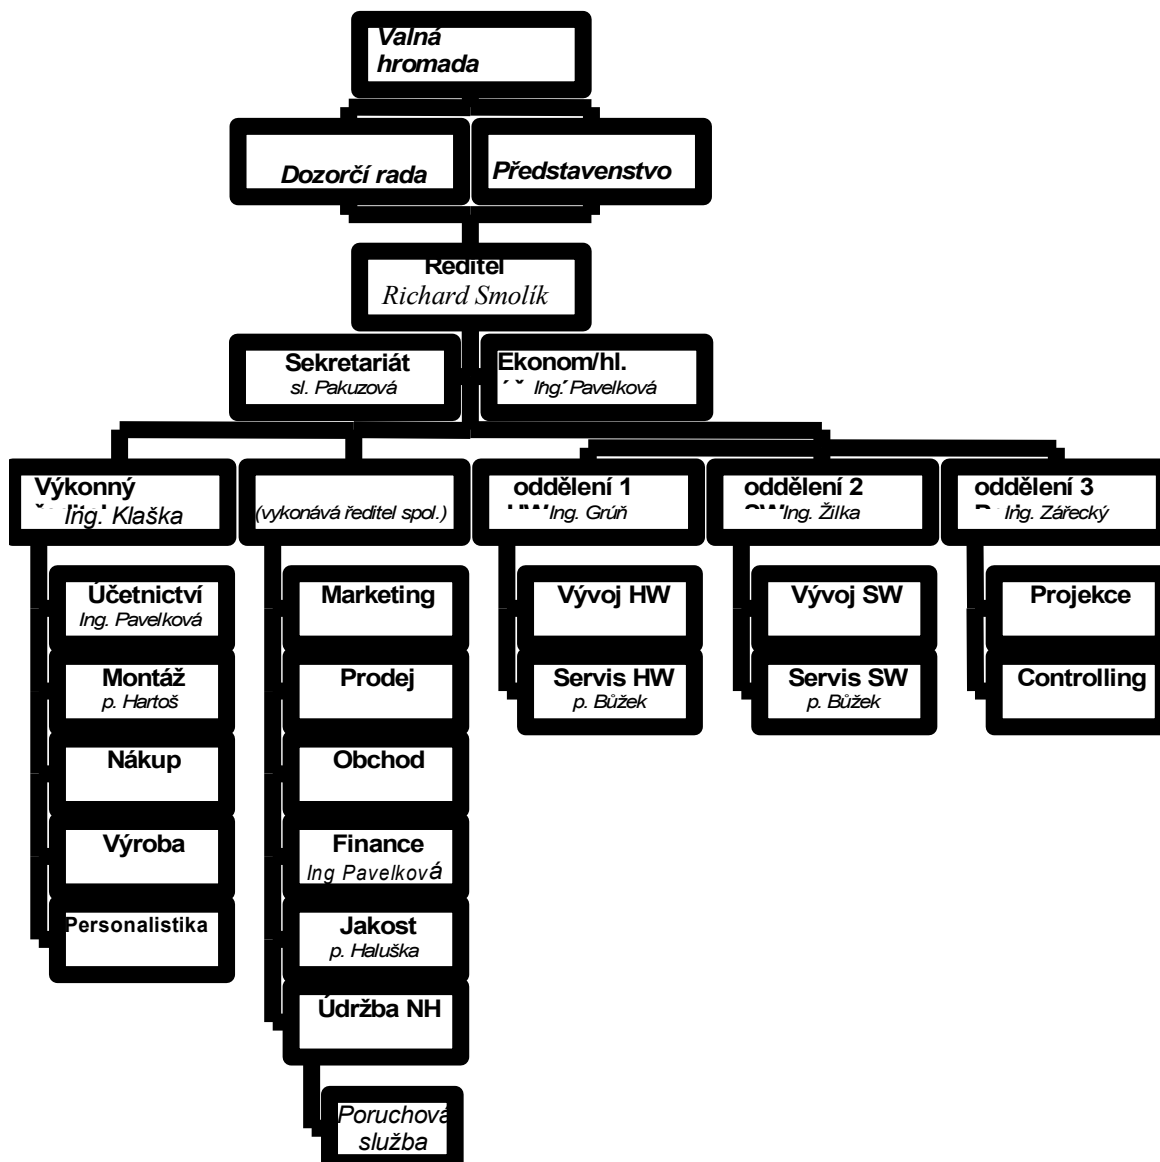 Valná
hromada
Dozorčí rada
Představenstvo
Ředitel
Richard Smolík
Sekretariát
sl. Pakuzová
Ekonom/hl.
Ing. Pavelková
Výkonný
Ing. Klaška
(vykonává ředitel spol.)
oddělení 1
Ing. Grúň
oddělení 2
Ing. Žilka
oddělení 3
Ing. Zářecký
Účetnictví
Ing. Pavelková
Montáž
p. Hartoš
Nákup
Výroba
Personalistika
Marketing
Prodej
Obchod
Finance
Ing Pavelková
Jakost
p. Haluška
Údržba NH
Poruchová
služba
Vývoj HW
Servis HW
p. Bůžek
Vývoj SW
Servis SW
p. Bůžek
Projekce
Controlling